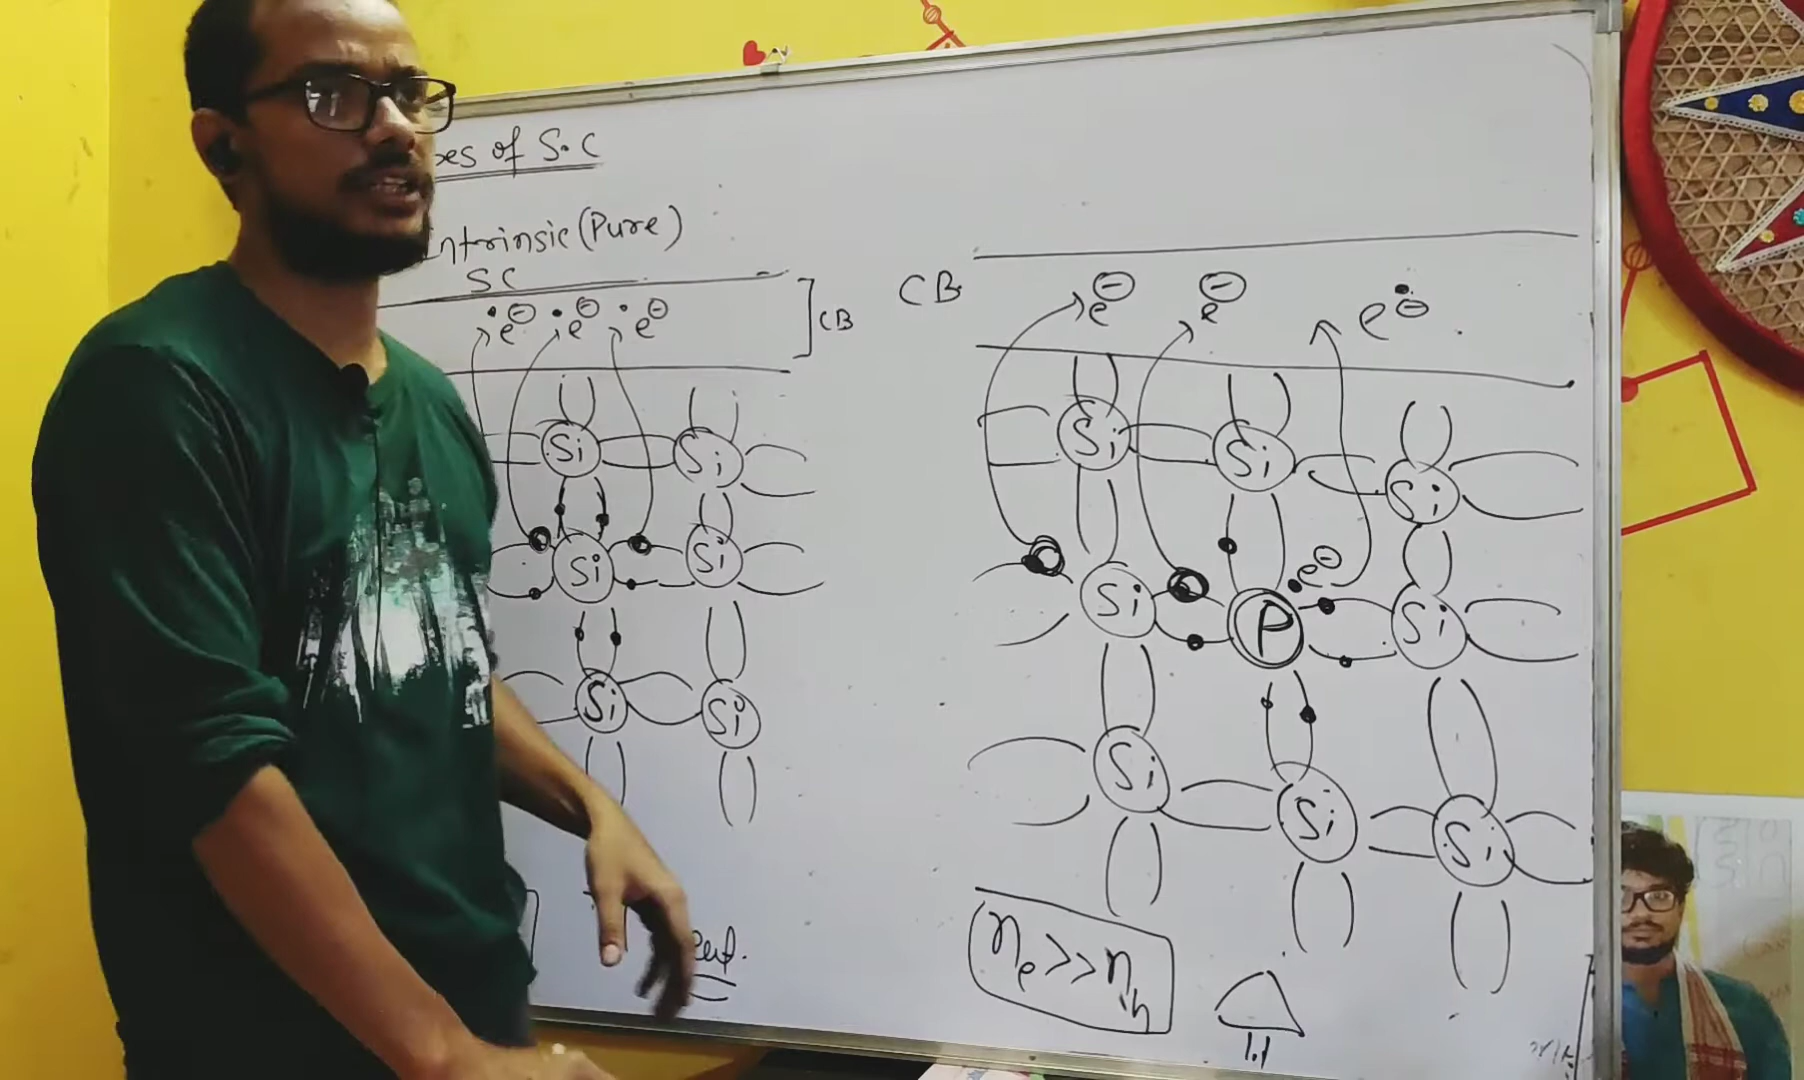 of S.C
ntrinsic (Pure)
SC
e⊖ e⊖ e⊖
CB
Si Si
Si Si
Si Si
CB
e⊖ e⊖ e⊖
Si Si Si
e⊖
Si P Si
Si Si Si
nₑ >> nₕ
1.1